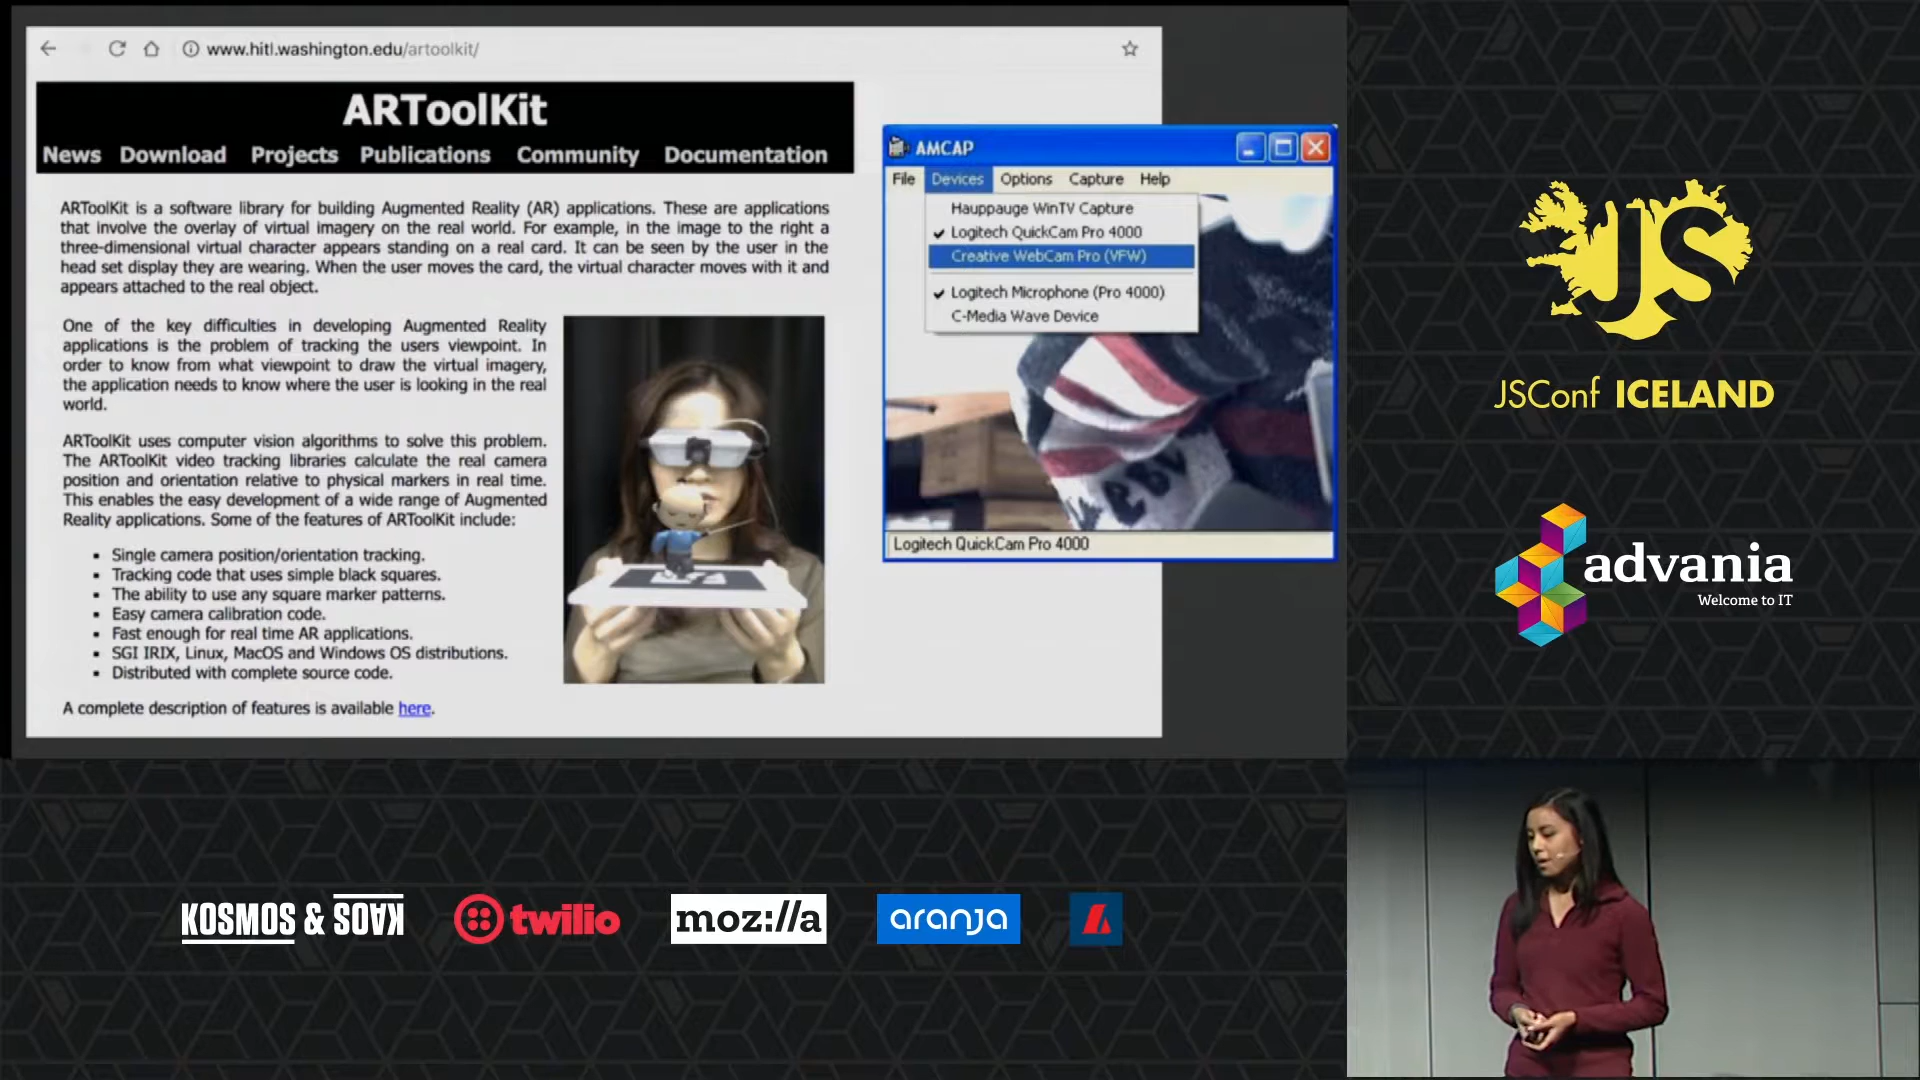 www.hitl.washington.edu/artoolkit/
ARToolKit
News Download Projects Publications Community Documentation
ARToolKit is a software library for building Augmented Reality (AR) applications. These are applications
that involve the overlay of virtual imagery on the real world. For example, in the image to the right a
three-dimensional virtual character appears standing on a real card. It can be seen by the user in the
head set display they are wearing. When the user moves the card, the virtual character moves with it and
appears attached to the real object.
One of the key difficulties in developing Augmented Reality
applications is the problem of tracking the users viewpoint. In
order to know from what viewpoint to draw the virtual imagery,
the application needs to know where the user is looking in the real
world.
ARToolKit uses computer vision algorithms to solve this problem.
The ARToolKit video tracking libraries calculate the real camera
position and orientation relative to physical markers in real time.
This enables the easy development of a wide range of Augmented
Reality applications. Some of the features of ARToolKit include:
▪ Single camera position/orientation tracking.
▪ Tracking code that uses simple black squares.
▪ The ability to use any square marker patterns.
▪ Easy camera calibration code.
▪ Fast enough for real time AR applications.
▪ SGI IRIX, Linux, MacOS and Windows OS distributions.
▪ Distributed with complete source code.
A complete description of features is available here.
AMCAP
File Devices Options Capture Help
Hauppauge WinTV Capture
✓ Logitech QuickCam Pro 4000
Creative WebCam Pro (VFW)
✓ Logitech Microphone (Pro 4000)
C-Media Wave Device
Logitech QuickCam Pro 4000
JS
JSConf ICELAND
advania
Welcome to IT
KOSMOS & KAOS
twilio
moz://a
aranja